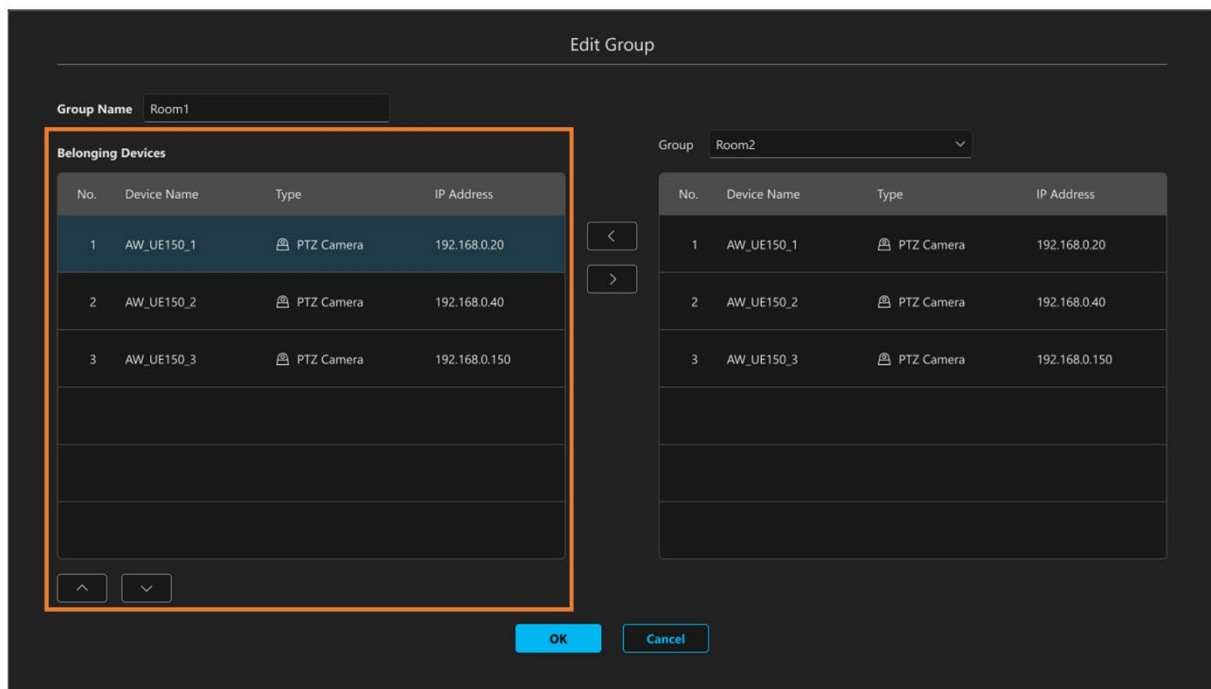 Edit Group
Group Name Room1
Belonging Devices
No. Device Name Type IP Address
1 AW_UE150_1 PTZ Camera 192.168.0.20
2 AW_UE150_2 PTZ Camera 192.168.0.40
3 AW_UE150_3 PTZ Camera 192.168.0.150
Group Room2
No. Device Name Type IP Address
1 AW_UE150_1 PTZ Camera 192.168.0.20
2 AW_UE150_2 PTZ Camera 192.168.0.40
3 AW_UE150_3 PTZ Camera 192.168.0.150
OK Cancel